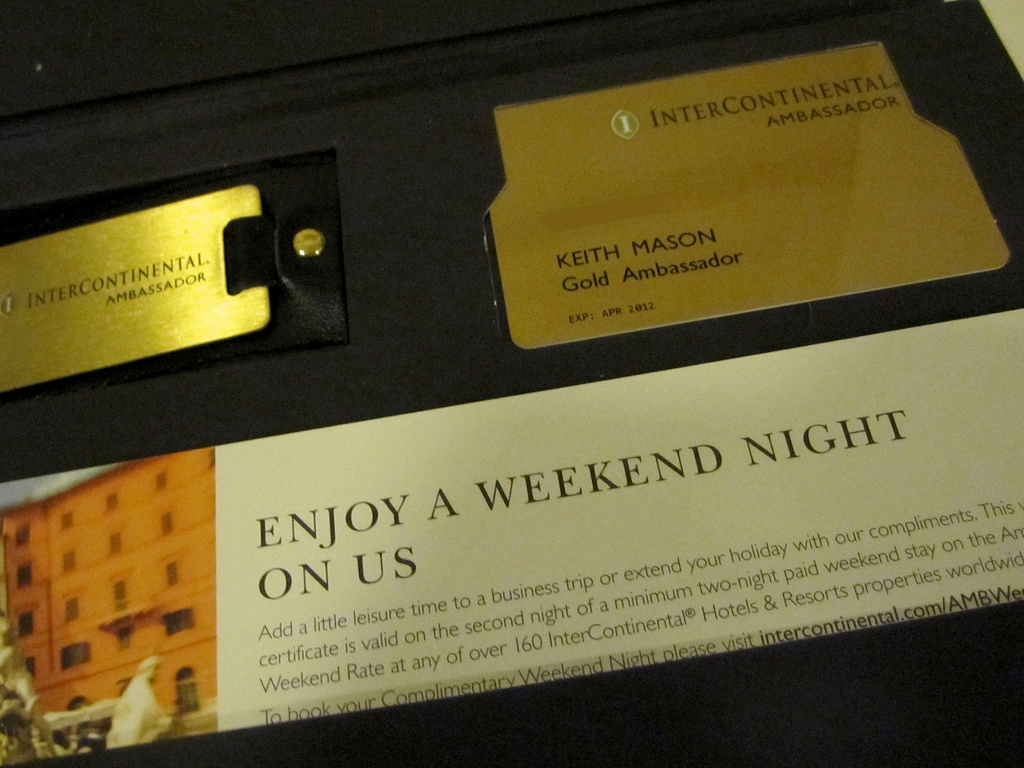 I INTERCONTINENTAL®
AMBASSADOR
KEITH MASON
Gold Ambassador
EXP: APR 2012
I INTERCONTINENTAL®
AMBASSADOR
ENJOY A WEEKEND NIGHT
ON US
Add a little leisure time to a business trip or extend your holiday with our compliments. This
certificate is valid on the second night of a minimum two-night paid weekend stay on the
Weekend Rate at any of over 160 InterContinental® Hotels & Resorts properties worldwid
To book your Complimentary Weekend Night please visit intercontinental.com/AMBWee